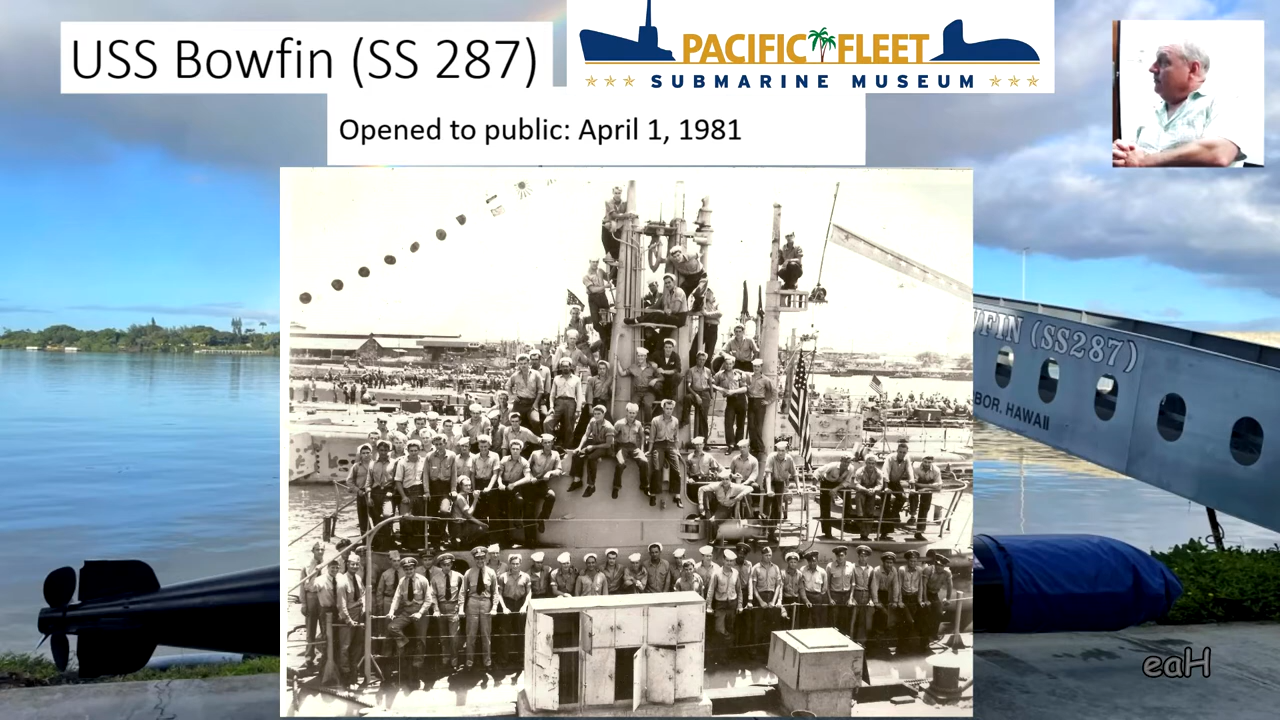 USS Bowfin (SS 287)
PACIFIC FLEET
SUBMARINE MUSEUM
Opened to public: April 1, 1981
WFIN (SS287)
BOR, HAWAII
eaH